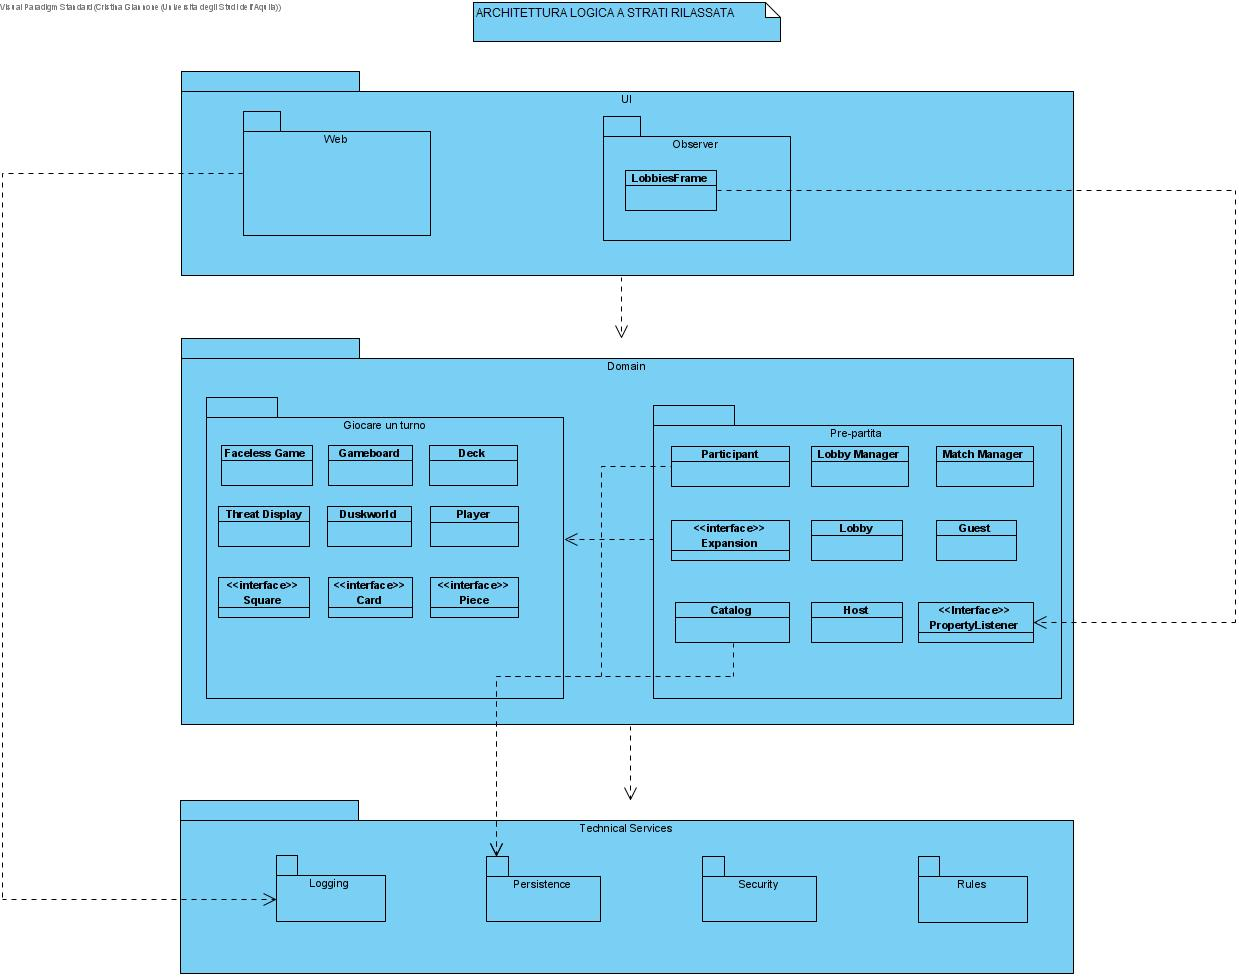 Visual Paradigm Standard (Cristina Giannone (Università degli Studi dell'Aquila))
ARCHITETTURA LOGICA A STRATI RILASSATA
UI
Web
Observer
LobbiesFrame
Domain
Giocare un turno
Faceless Game
Gameboard
Deck
Threat Display
Duskworld
Player
<<interface>>
Square
<<interface>>
Card
<<interface>>
Piece
Pre-partita
Participant
Lobby Manager
Match Manager
<<interface>>
Expansion
Lobby
Guest
Catalog
Host
<<Interface>>
PropertyListener
Technical Services
Logging
Persistence
Security
Rules